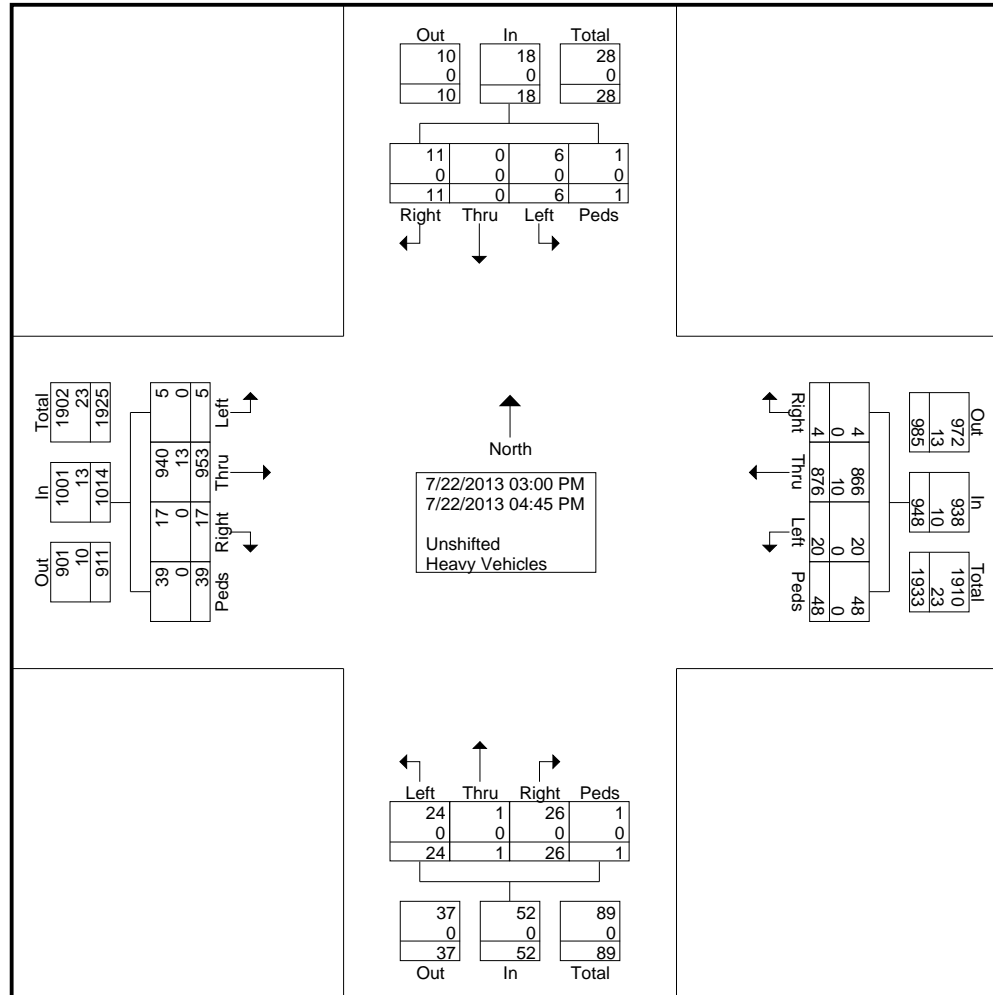 Out In Total
10 18 28
0 0 0
10 18 28
11 0 6 1
0 0 0 0
11 0 6 1
Right Thru Left Peds
Total
1902
23
1925
In
1001
13
1014
Out
901
10
911
5
0
5
Left
940
13
953
Thru
17
0
17
Right
39
0
39
Peds
North
7/22/2013 03:00 PM
7/22/2013 04:45 PM
Unshifted
Heavy Vehicles
Right
4
0
4
Thru
866
10
876
Left
20
0
20
Peds
48
0
48
Out
972
13
985
In
938
10
948
Total
1910
23
1933
Left Thru Right Peds
24 1 26 1
0 0 0 0
24 1 26 1
37 52 89
0 0 0
37 52 89
Out In Total